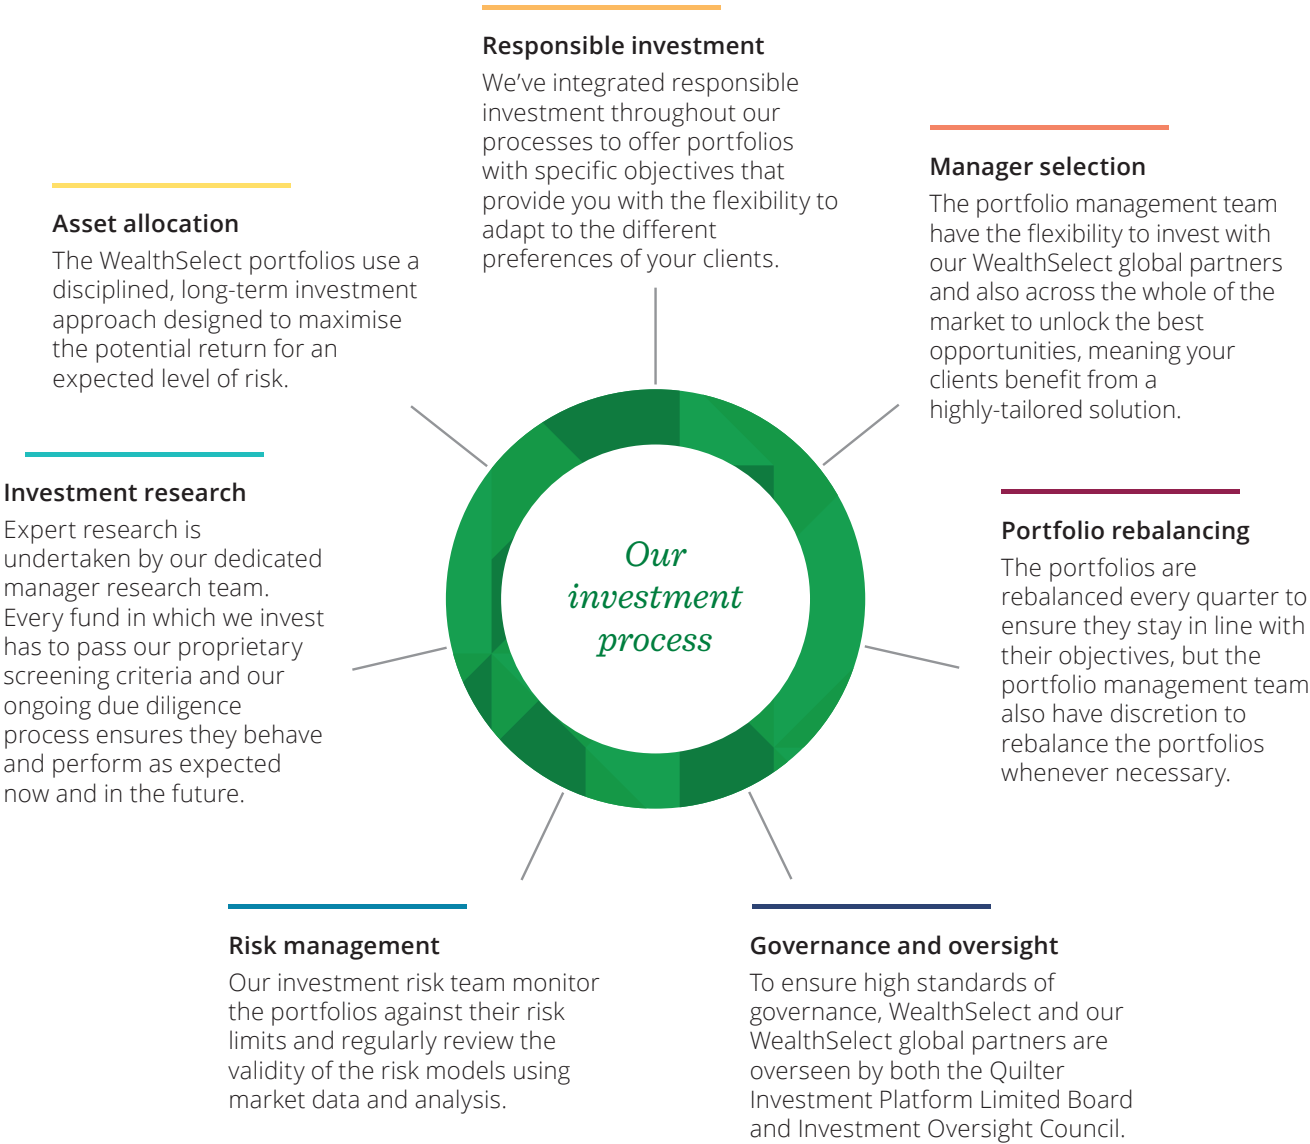 Responsible investment
We've integrated responsible
investment throughout our
processes to offer portfolios
with specific objectives that
provide you with the flexibility to
adapt to the different
preferences of your clients.
Manager selection
The portfolio management team
have the flexibility to invest with
our WealthSelect global partners
and also across the whole of the
market to unlock the best
opportunities, meaning your
clients benefit from a
highly-tailored solution.
Asset allocation
The WealthSelect portfolios use a
disciplined, long-term investment
approach designed to maximise
the potential return for an
expected level of risk.
Investment research
Expert research is
undertaken by our dedicated
manager research team.
Every fund in which we invest
has to pass our proprietary
screening criteria and our
ongoing due diligence
process ensures they behave
and perform as expected
now and in the future.
Our
investment
process
Portfolio rebalancing
The portfolios are
rebalanced every quarter to
ensure they stay in line with
their objectives, but the
portfolio management team
also have discretion to
rebalance the portfolios
whenever necessary.
Risk management
Our investment risk team monitor
the portfolios against their risk
limits and regularly review the
validity of the risk models using
market data and analysis.
Governance and oversight
To ensure high standards of
governance, WealthSelect and our
WealthSelect global partners are
overseen by both the Quilter
Investment Platform Limited Board
and Investment Oversight Council.